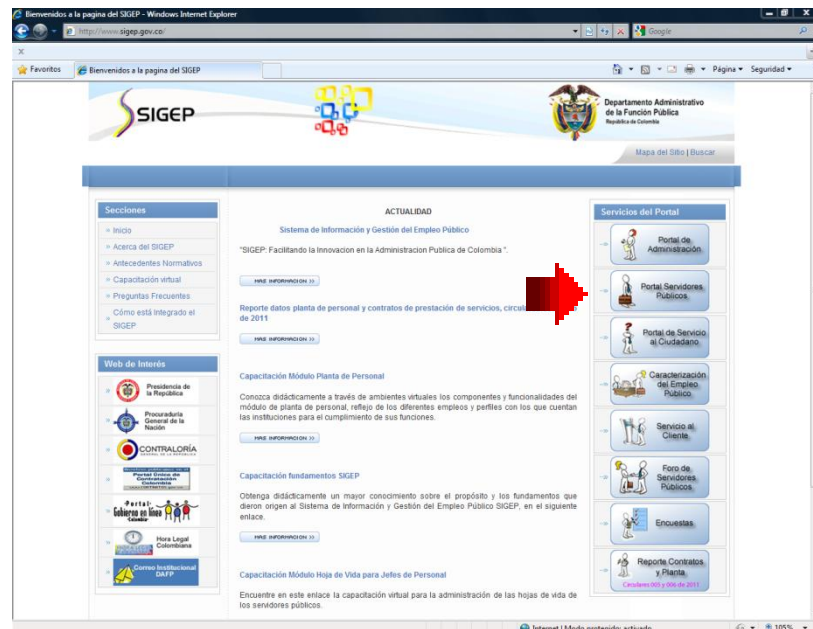 Bienvenidos a la pagina del SIGEP - Windows Internet Explorer
http://www.sigep.gov.co/
Google
x
Favoritos
Bienvenidos a la pagina del SIGEP
Página
Seguridad
SIGEP
Departamento Administrativo
de la Función Pública
República de Colombia
Mapa del Sitio | Buscar
Secciones
Inicio
Acerca del SIGEP
Antecedentes Normativos
Capacitación virtual
Preguntas Frecuentes
Cómo está Integrado el
SIGEP
Web de Interés
Presidencia de
la República
Procuraduria
General de la
Nación
CONTRALORÍA
Portal Único de
Contratación
Colombia
Portal
Gobierno en línea
Colombia
Hora Legal
Colombiana
Correo Institucional
DAFP
ACTUALIDAD
Sistema de Información y Gestión del Empleo Público
"SIGEP: Facilitando la Innovacion en la Administracion Publica de Colombia ".
MAS INFORMACION >>
Reporte datos planta de personal y contratos de prestación de servicios,
de 2011
MAS INFORMACION >>
Capacitación Módulo Planta de Personal
Conozca didácticamente a través de ambientes virtuales los componentes y funcionalidades del
módulo de planta de personal, reflejo de los diferentes empleos y perfiles con los que cuentan
las instituciones para el cumplimiento de sus funciones.
MAS INFORMACION >>
Capacitación fundamentos SIGEP
Obtenga didácticamente un mayor conocimiento sobre el propósito y los fundamentos que
dieron origen al Sistema de Información y Gestión del Empleo Público SIGEP, en el siguiente
enlace.
MAS INFORMACION >>
Capacitación Módulo Hoja de Vida para Jefes de Personal
Encuentre en este enlace la capacitación virtual para la administración de las hojas de vida de
los servidores públicos.
Servicios del Portal
Portal de
Administración
Portal Servidores
Públicos
Portal de Servicio
al Ciudadano
Caracterización
del Empleo
Público
Servicio al
Cliente
Foro de
Servidores
Públicos
Encuestas
Reporte Contratos
y Planta
Circulares 005 y 006 de 2011
Internet | Modo protegido: activado
105%